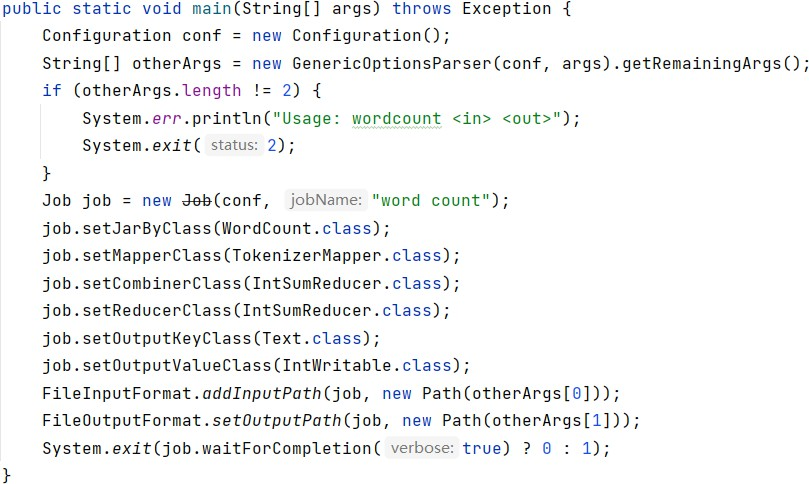 public static void main(String[] args) throws Exception {
    Configuration conf = new Configuration();
    String[] otherArgs = new GenericOptionsParser(conf, args).getRemainingArgs();
    if (otherArgs.length != 2) {
        System.err.println("Usage: wordcount <in> <out>");
        System.exit( status: 2);
    }
    Job job = new Job(conf, jobName: "word count");
    job.setJarByClass(WordCount.class);
    job.setMapperClass(TokenizerMapper.class);
    job.setCombinerClass(IntSumReducer.class);
    job.setReducerClass(IntSumReducer.class);
    job.setOutputKeyClass(Text.class);
    job.setOutputValueClass(IntWritable.class);
    FileInputFormat.addInputPath(job, new Path(otherArgs[0]));
    FileOutputFormat.setOutputPath(job, new Path(otherArgs[1]));
    System.exit(job.waitForCompletion( verbose: true) ? 0 : 1);
}